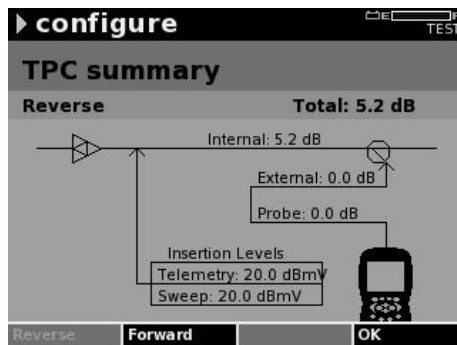 configure
E F
TEST
TPC summary
Reverse Total: 5.2 dB
Internal: 5.2 dB
External: 0.0 dB
Probe: 0.0 dB
Insertion Levels
Telemetry: 20.0 dBmV
Sweep: 20.0 dBmV
Reverse Forward OK